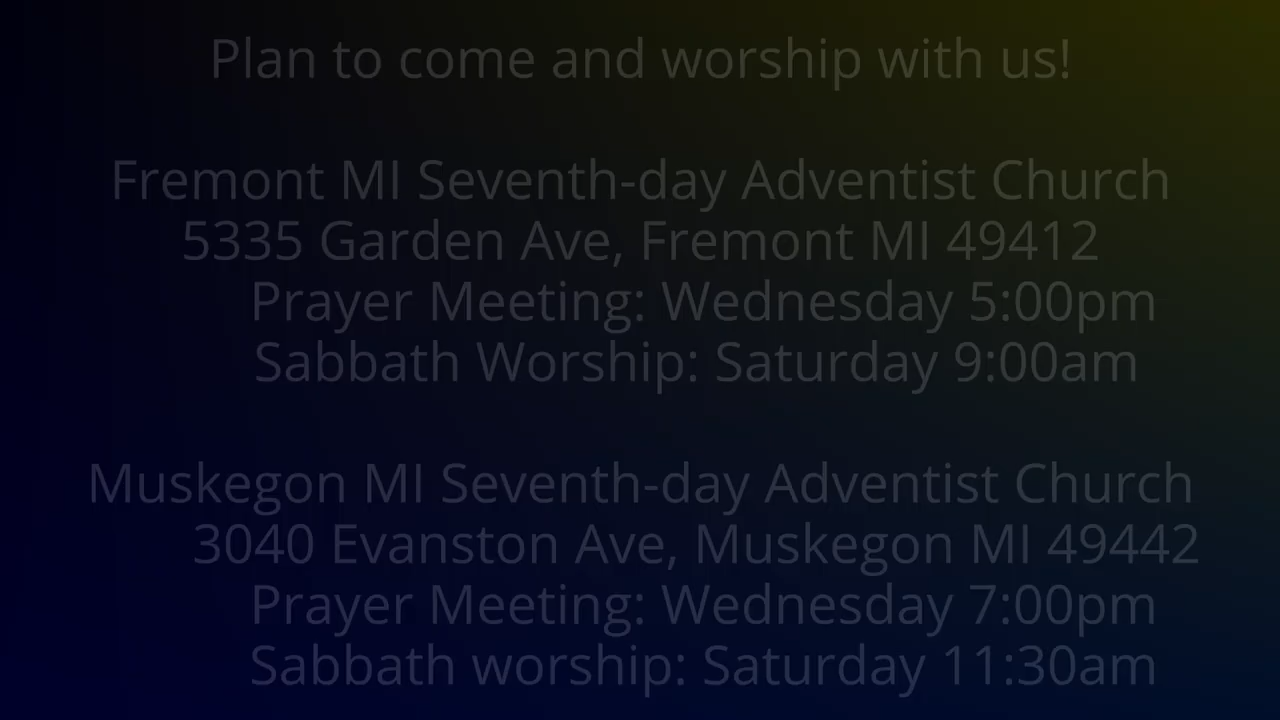 Plan to come and worship with us!
Fremont MI Seventh-day Adventist Church
5335 Garden Ave, Fremont MI 49412
Prayer Meeting: Wednesday 5:00pm
Sabbath Worship: Saturday 9:00am
Muskegon MI Seventh-day Adventist Church
3040 Evanston Ave, Muskegon MI 49442
Prayer Meeting: Wednesday 7:00pm
Sabbath worship: Saturday 11:30am